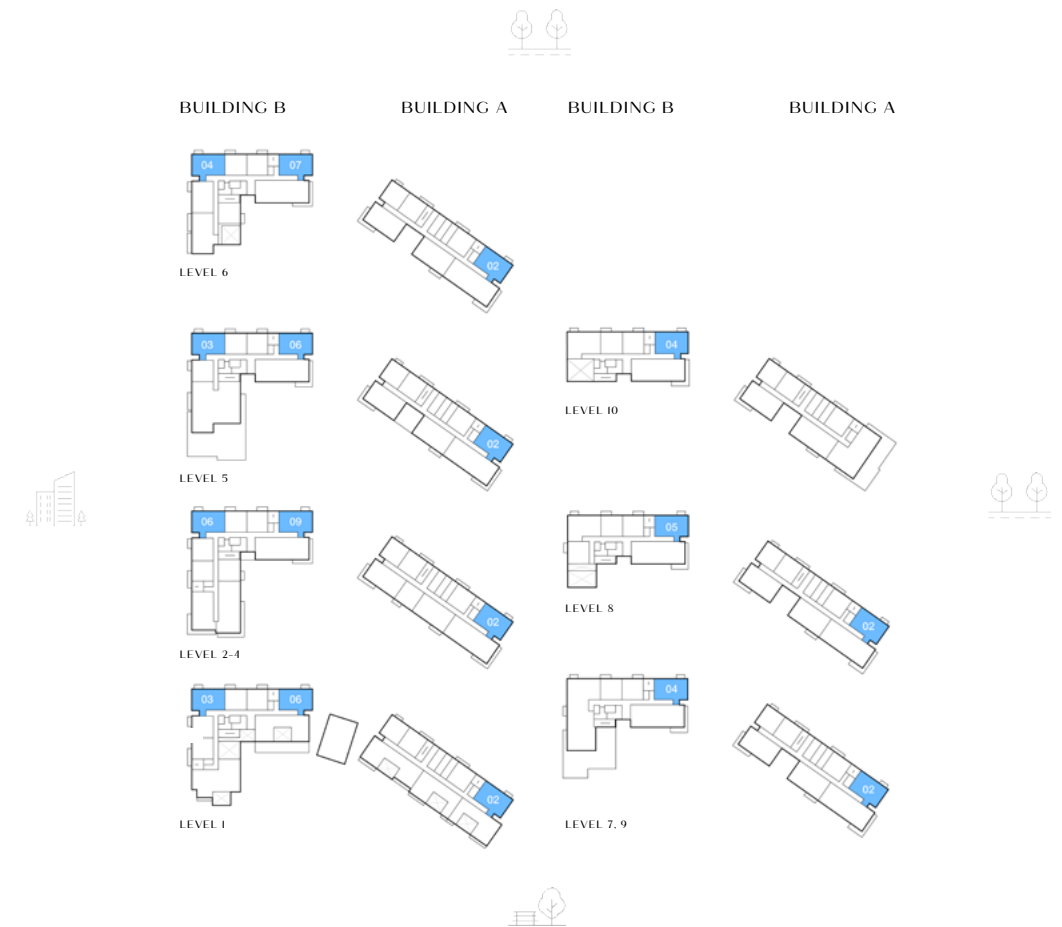 BUILDING B BUILDING A BUILDING B BUILDING A
04 07
02
LEVEL 6
03 06 04
02
LEVEL 10
LEVEL 5
06 09 05
02 02
LEVEL 8
LEVEL 2-4
03 06 04
02 02
LEVEL 1 LEVEL 7, 9